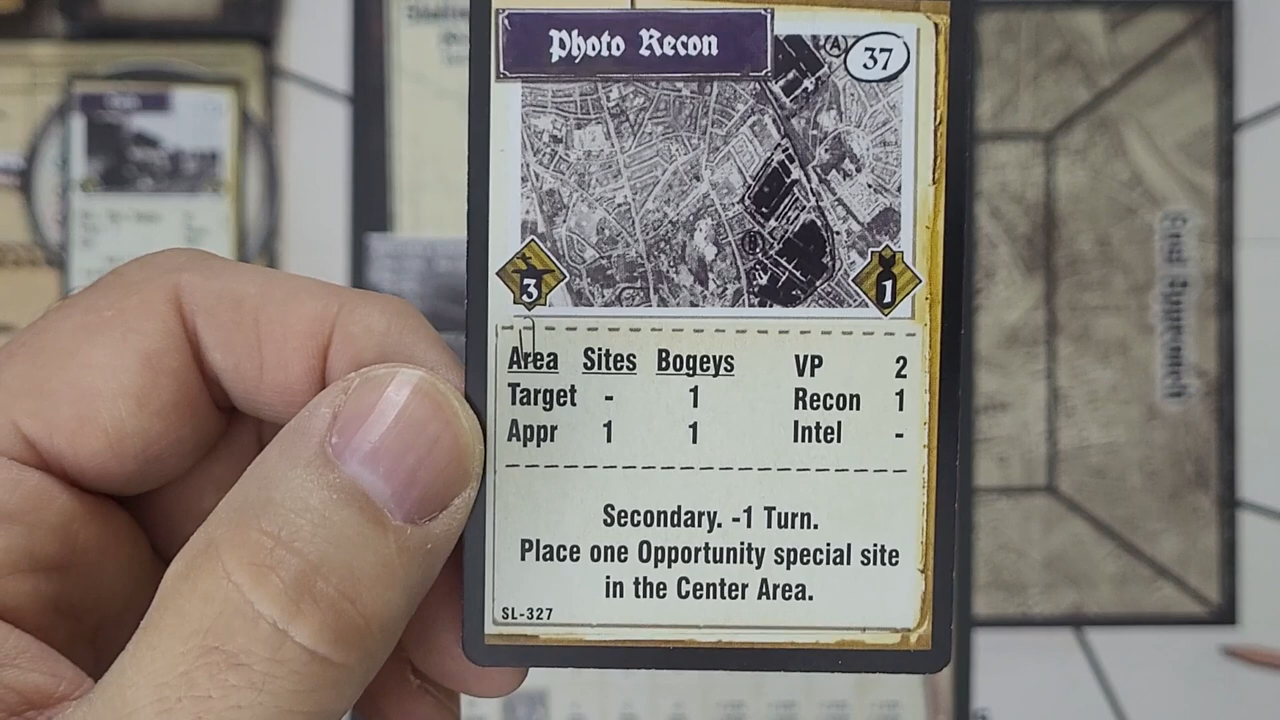 Photo Recon
37
A
B
3
1
Area Sites Bogeys
Target - 1
Appr 1 1
VP 2
Recon 1
Intel -
Secondary. -1 Turn.
Place one Opportunity special site
in the Center Area.
SL-327